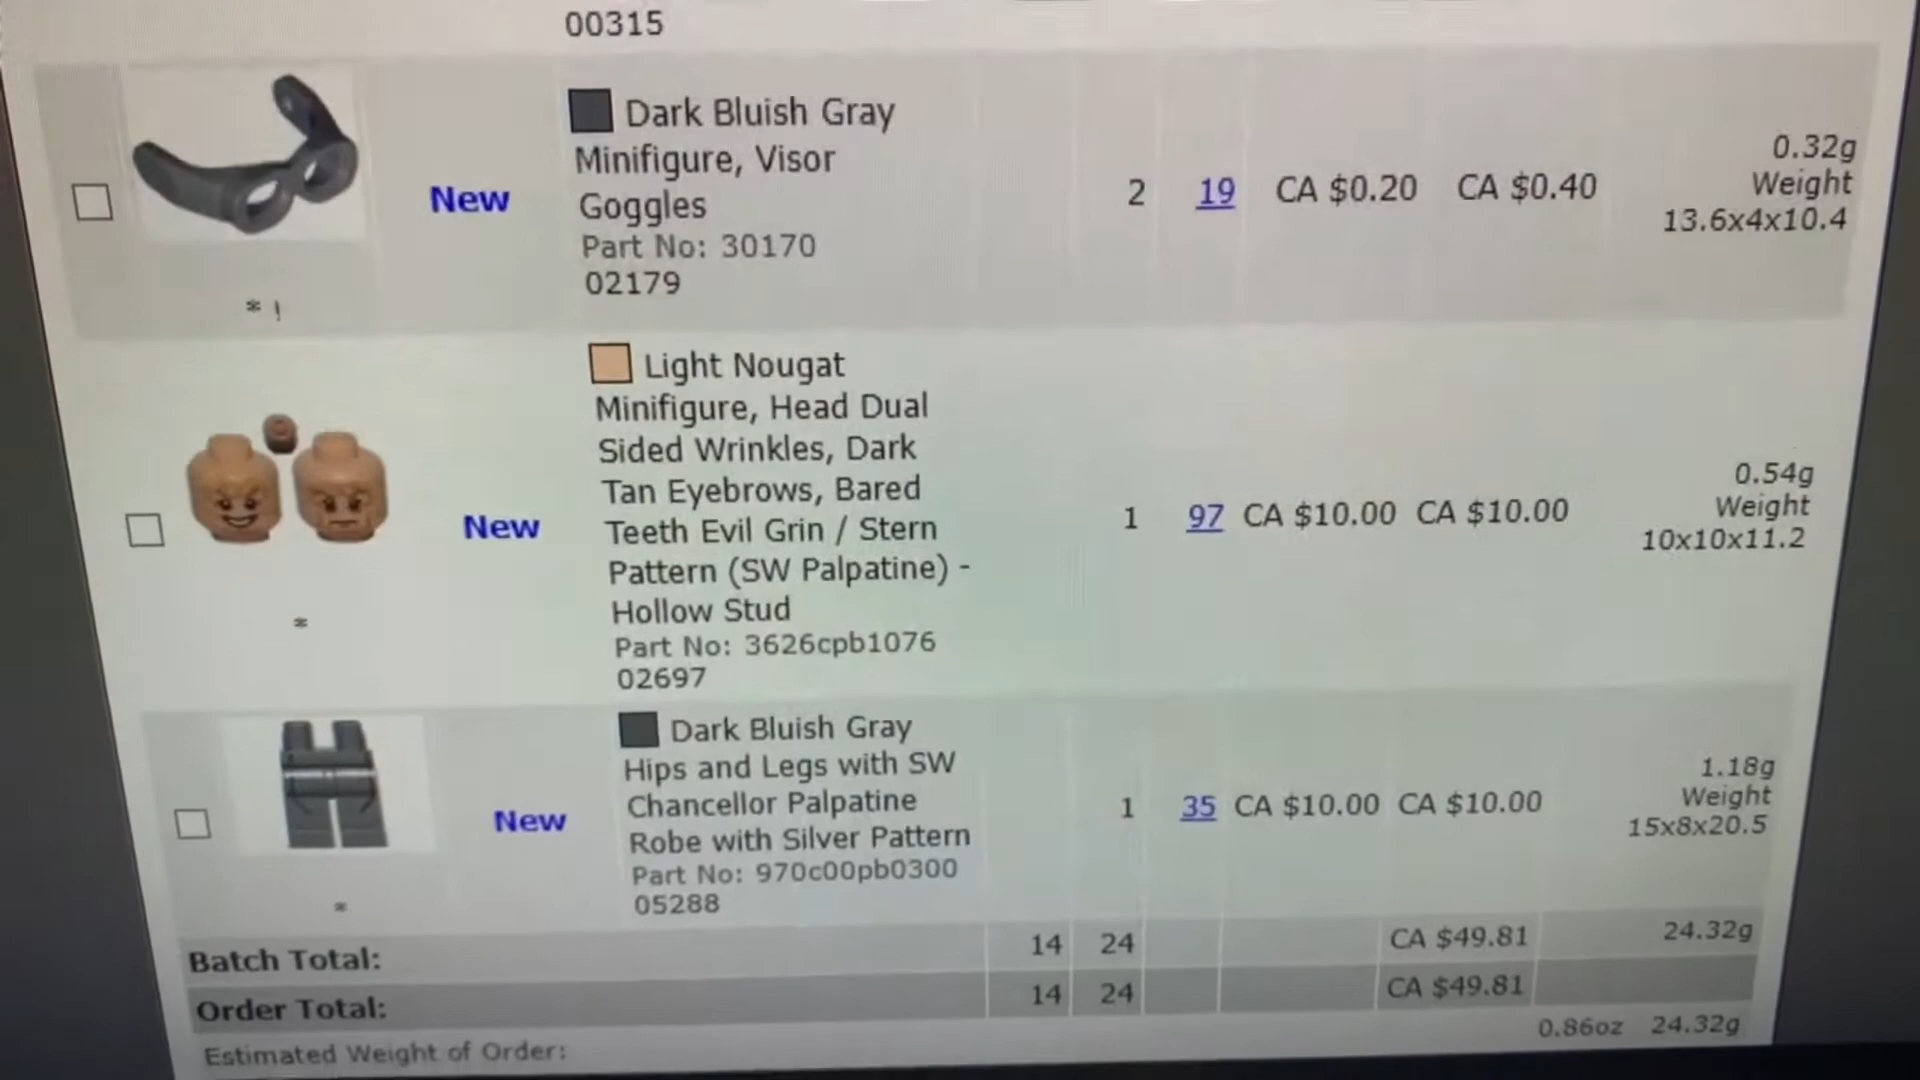 00315
Dark Bluish Gray
Minifigure, Visor
Goggles
Part No: 30170
02179
* !
New
2 19 CA $0.20 CA $0.40
0.32g
Weight
13.6x4x10.4
Light Nougat
Minifigure, Head Dual
Sided Wrinkles, Dark
Tan Eyebrows, Bared
Teeth Evil Grin / Stern
Pattern (SW Palpatine) -
Hollow Stud
Part No: 3626cpb1076
02697
*
New
1 97 CA $10.00 CA $10.00
0.54g
Weight
10x10x11.2
Dark Bluish Gray
Hips and Legs with SW
Chancellor Palpatine
Robe with Silver Pattern
Part No: 970c00pb0300
05288
*
New
1 35 CA $10.00 CA $10.00
1.18g
Weight
15x8x20.5
Batch Total: 14 24 CA $49.81 24.32g
Order Total: 14 24 CA $49.81
Estimated Weight of Order: 0.86oz 24.32g